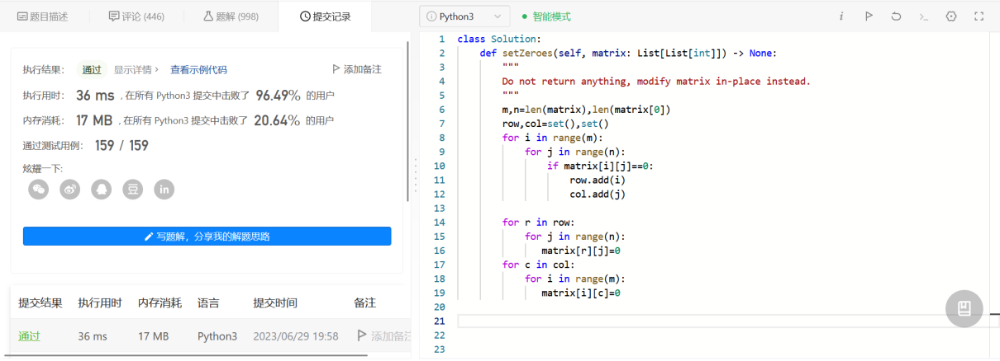 题目描述 评论 (446) 题解 (998) 提交记录
执行结果： 通过 显示详情 › 查看示例代码 添加备注
执行用时： 36 ms , 在所有 Python3 提交中击败了 96.49% 的用户
内存消耗： 17 MB , 在所有 Python3 提交中击败了 20.64% 的用户
通过测试用例： 159 / 159
炫耀一下:
豆 in
写题解，分享我的解题思路
提交结果 执行用时 内存消耗 语言 提交时间 备注
通过 36 ms 17 MB Python3 2023/06/29 19:58 添加备注
Python3 智能模式
1 class Solution:
2     def setZeroes(self, matrix: List[List[int]]) -> None:
3         """
4         Do not return anything, modify matrix in-place instead.
5         """
6         m,n=len(matrix),len(matrix[0])
7         row,col=set(),set()
8         for i in range(m):
9             for j in range(n):
10                 if matrix[i][j]==0:
11                     row.add(i)
12                     col.add(j)
13
14         for r in row:
15             for j in range(n):
16                matrix[r][j]=0
17         for c in col:
18             for i in range(m):
19                matrix[i][c]=0
20
21
22
23